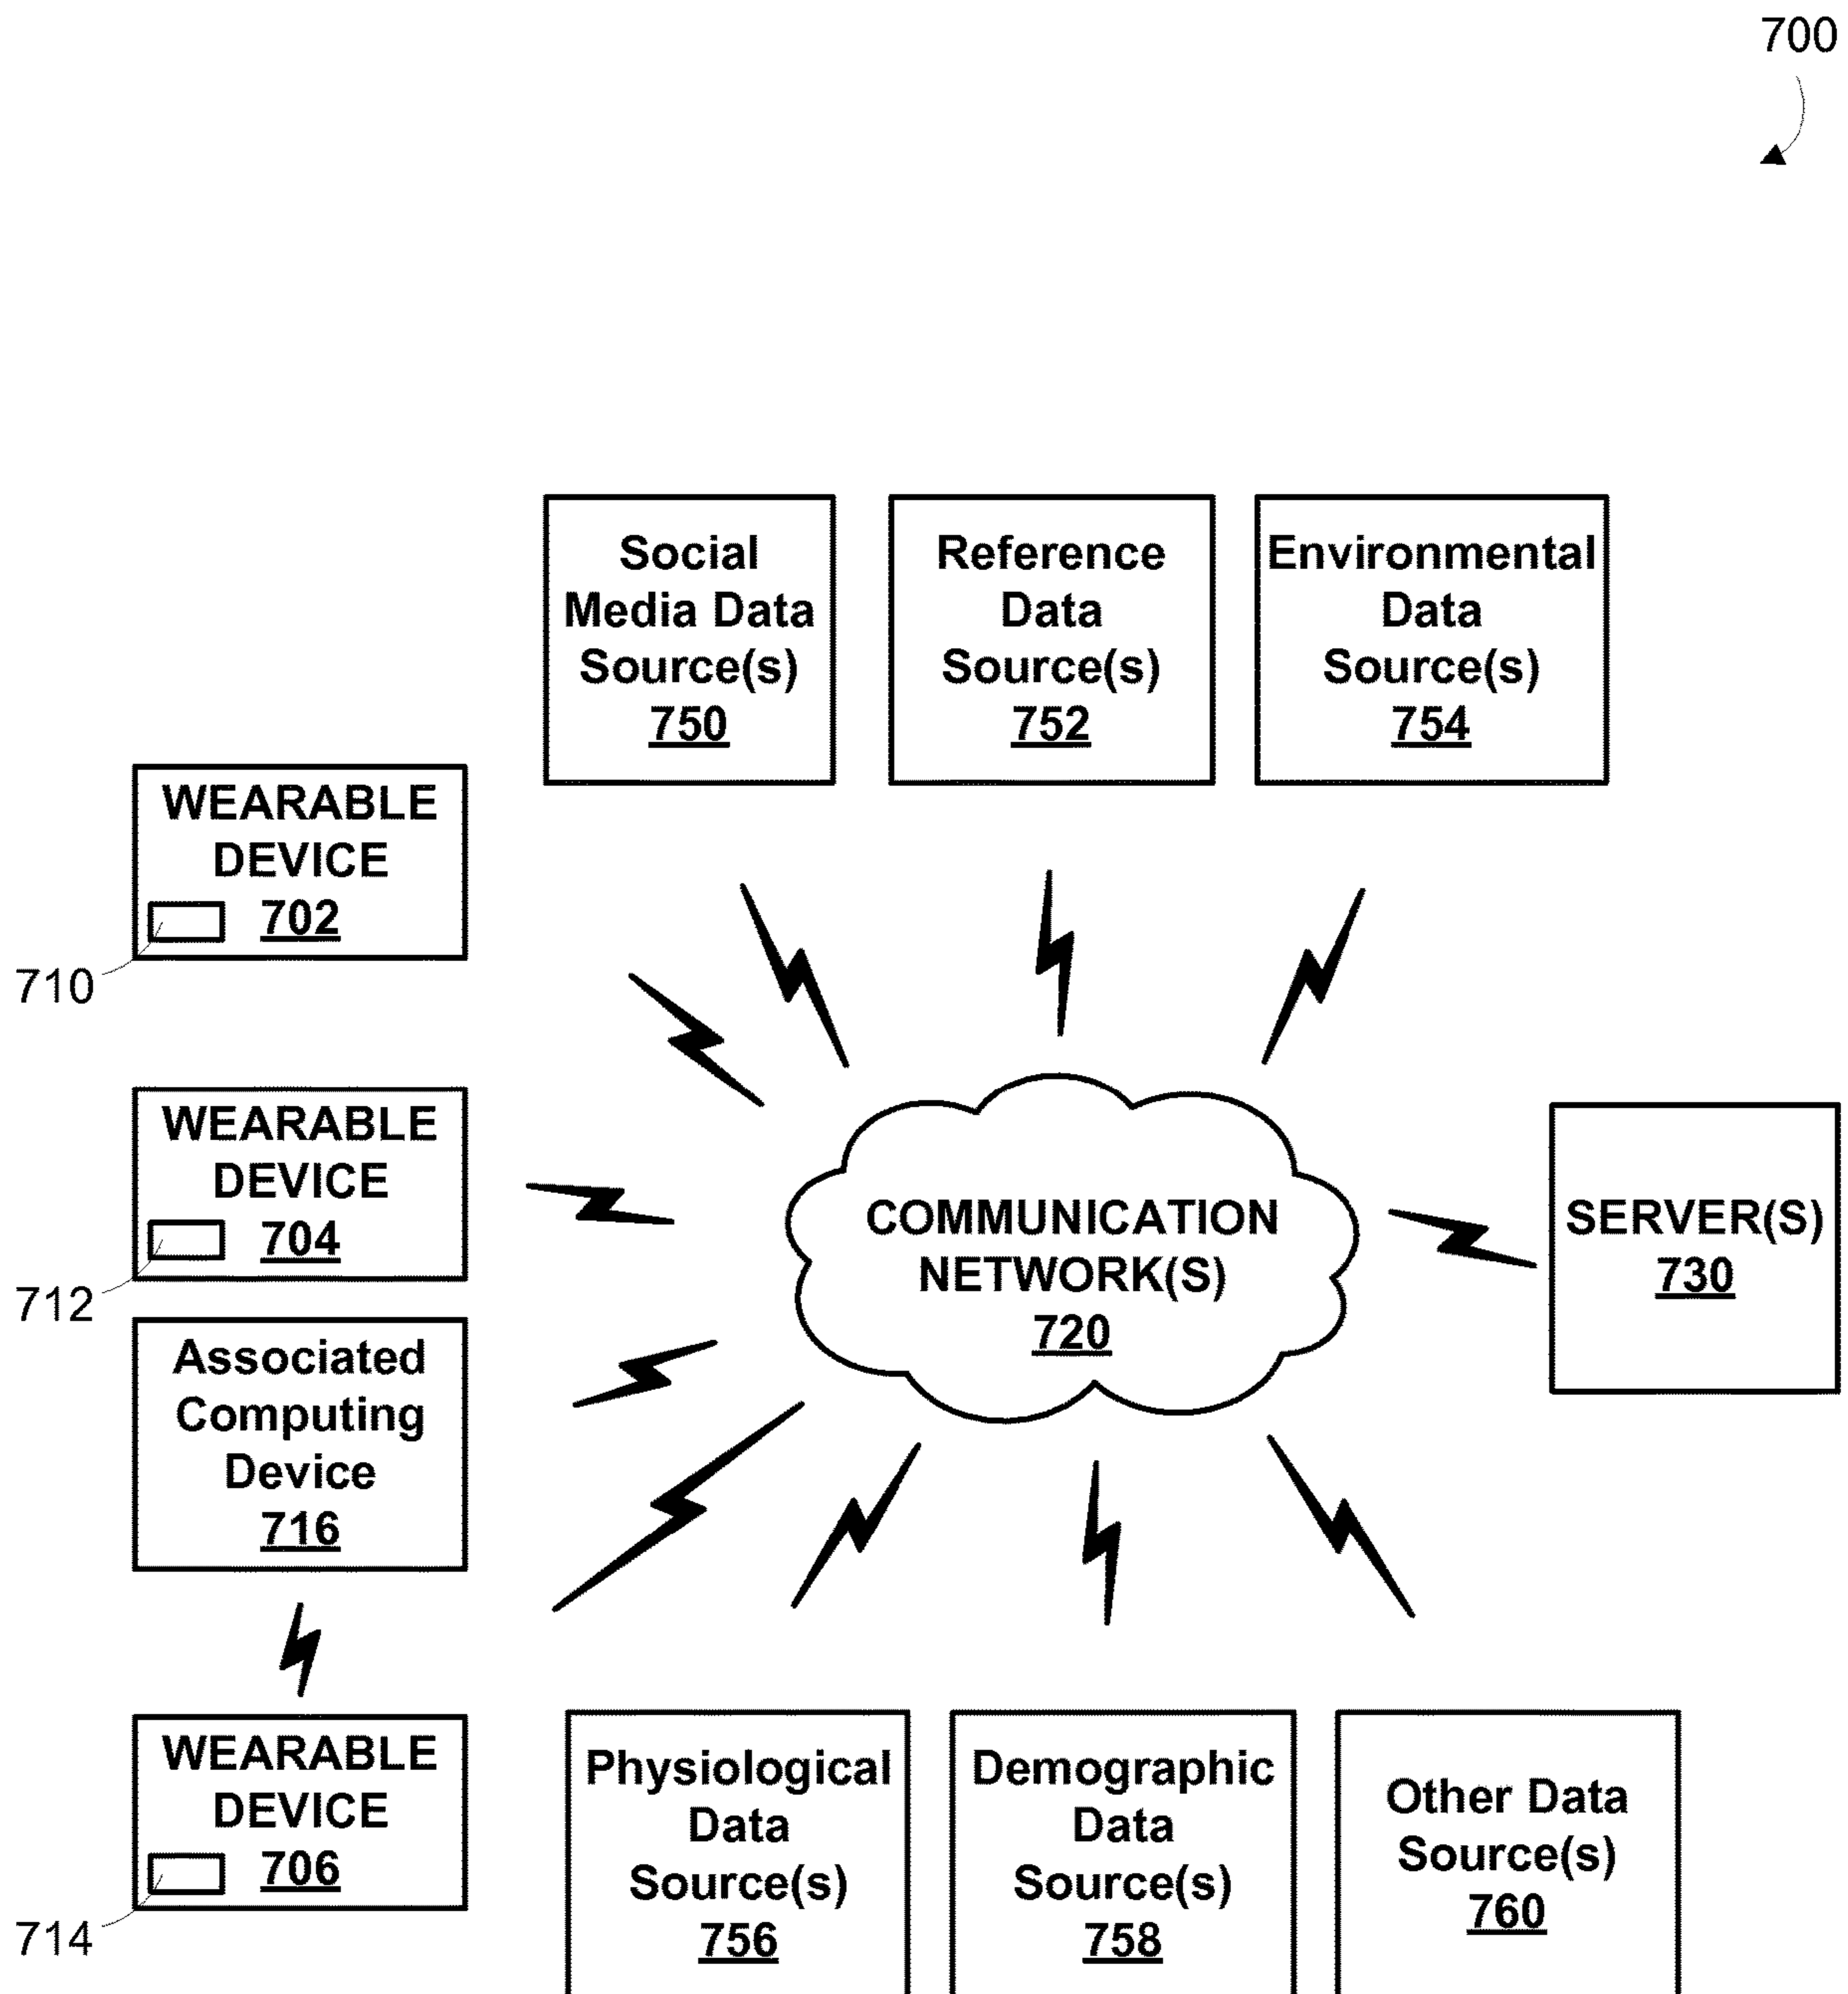 700
Social
Media Data
Source(s)
750
Reference
Data
Source(s)
752
Environmental
Data
Source(s)
754
WEARABLE
DEVICE
702
710
WEARABLE
DEVICE
704
712
Associated
Computing
Device
716
COMMUNICATION
NETWORK(S)
720
SERVER(S)
730
WEARABLE
DEVICE
706
714
Physiological
Data
Source(s)
756
Demographic
Data
Source(s)
758
Other Data
Source(s)
760